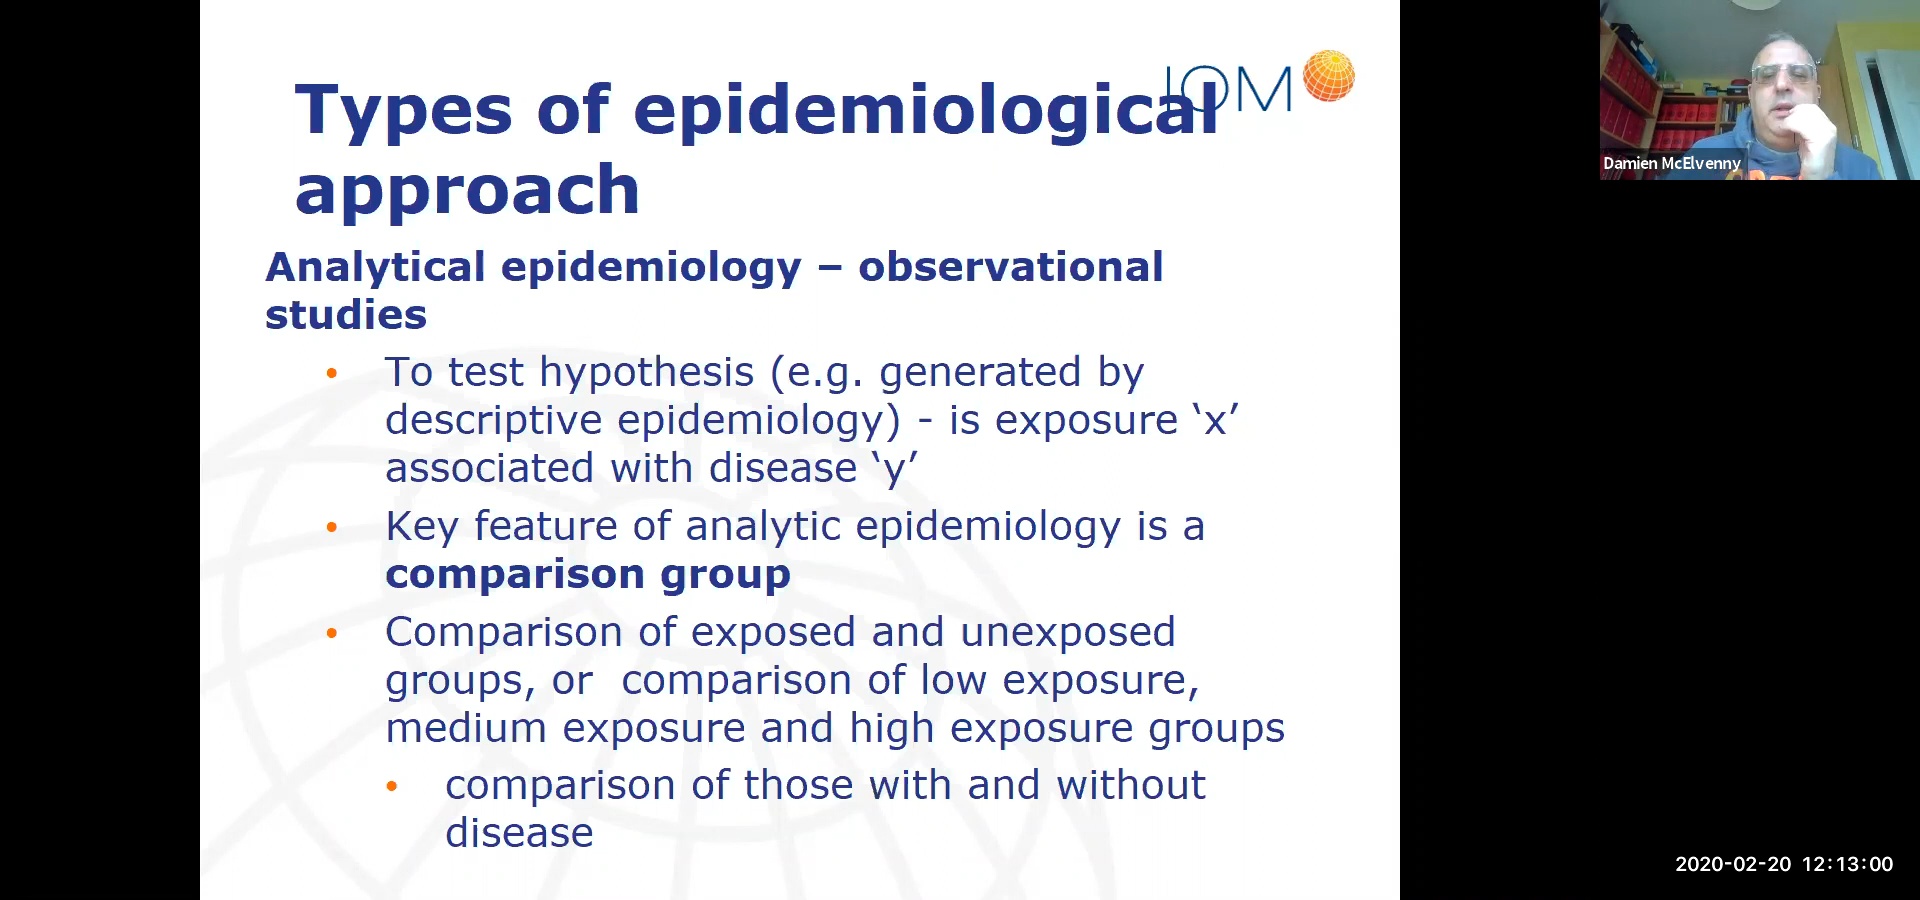 Types of epidemiological
approach
IOM
Analytical epidemiology – observational
studies
• To test hypothesis (e.g. generated by
descriptive epidemiology) - is exposure ‘x’
associated with disease ‘y’
• Key feature of analytic epidemiology is a
comparison group
• Comparison of exposed and unexposed
groups, or  comparison of low exposure,
medium exposure and high exposure groups
• comparison of those with and without
disease
Damien McElvenny
2020-02-20 12:13:00